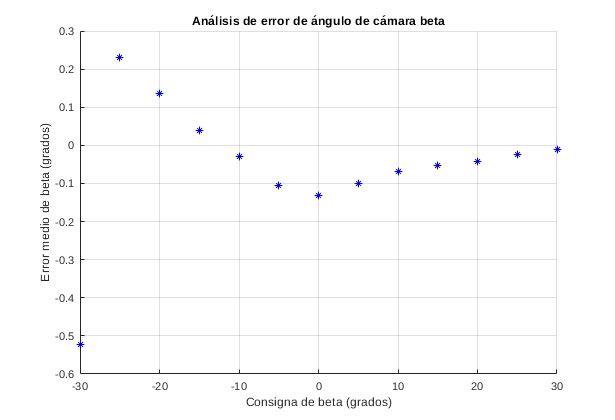 Análisis de error de ángulo de cámara beta
0.3
0.2
0.1
0
-0.1
-0.2
-0.3
-0.4
-0.5
-0.6
Error medio de beta (grados)
-30 -20 -10 0 10 20 30
Consigna de beta (grados)